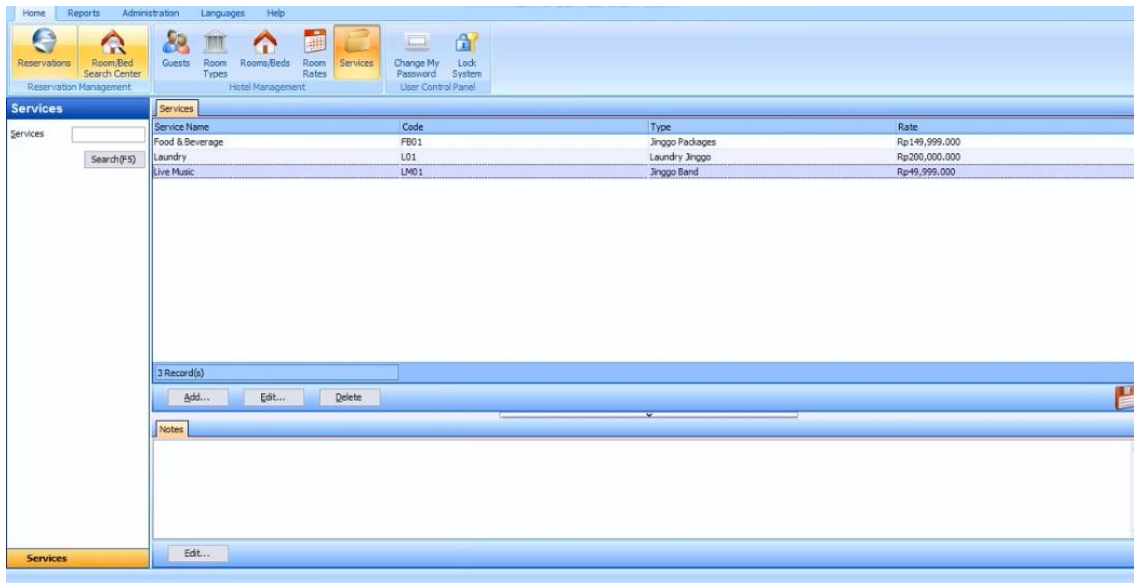 Home Reports Administration Languages Help
Reservations Room/Bed Search Center Guests Room Types Rooms/Beds Room Rates Services Change My Password Lock System
Reservation Management Hotel Management User Control Panel
Services
Services
Services
Search(F5)
Service Name Code Type Rate
Food & Beverage FB01 Jinggo Packages Rp149,999.000
Laundry L01 Laundry Jinggo Rp200,000.000
Live Music LM01 Jinggo Band Rp49,999.000
3 Record(s)
Add... Edit... Delete
Notes
Edit...
Services